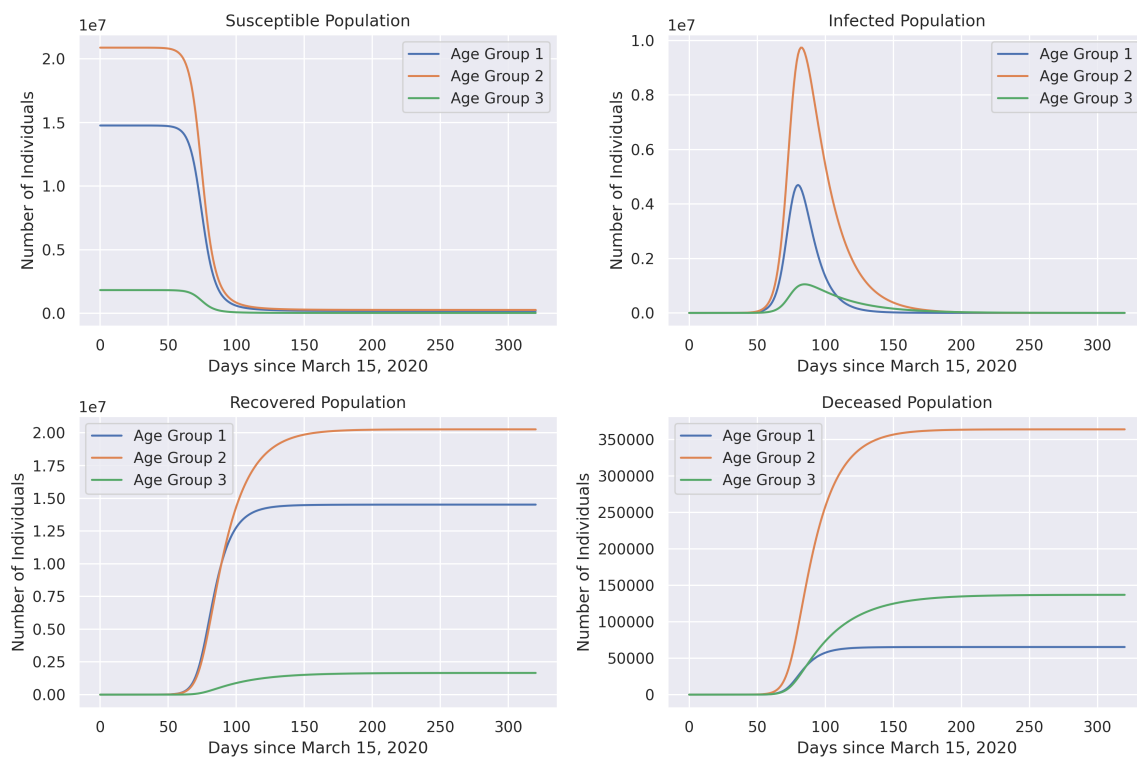 Susceptible Population
1e7
Number of Individuals
2.0
1.5
1.0
0.5
0.0
Age Group 1
Age Group 2
Age Group 3
0 50 100 150 200 250 300
Days since March 15, 2020
Infected Population
1e7
Number of Individuals
1.0
0.8
0.6
0.4
0.2
0.0
Age Group 1
Age Group 2
Age Group 3
0 50 100 150 200 250 300
Days since March 15, 2020
Recovered Population
1e7
Number of Individuals
2.00
1.75
1.50
1.25
1.00
0.75
0.50
0.25
0.00
Age Group 1
Age Group 2
Age Group 3
0 50 100 150 200 250 300
Days since March 15, 2020
Deceased Population
Number of Individuals
350000
300000
250000
200000
150000
100000
50000
0
Age Group 1
Age Group 2
Age Group 3
0 50 100 150 200 250 300
Days since March 15, 2020